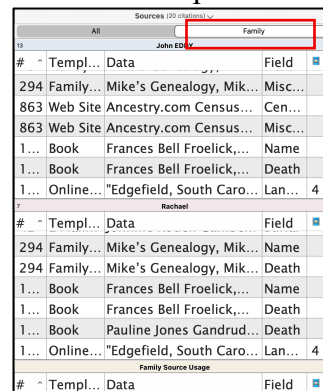 Sources (20 citations)
All Family
13 John EDDY
# Templ... Data Field
294 Family... Mike's Genealogy, Mik... Misc...
863 Web Site Ancestry.com Census... Cen...
863 Web Site Ancestry.com Census... Misc...
1... Book Frances Bell Froelick,... Name
1... Book Frances Bell Froelick,... Death
1... Online... "Edgefield, South Caro... Lan... 4
7 Rachael
# Templ... Data Field
294 Family... Mike's Genealogy, Mik... Name
294 Family... Mike's Genealogy, Mik... Death
1... Book Frances Bell Froelick,... Name
1... Book Frances Bell Froelick,... Death
1... Book Pauline Jones Gandrud... Death
1... Online... "Edgefield, South Caro... Lan... 4
Family Source Usage
# Templ... Data Field